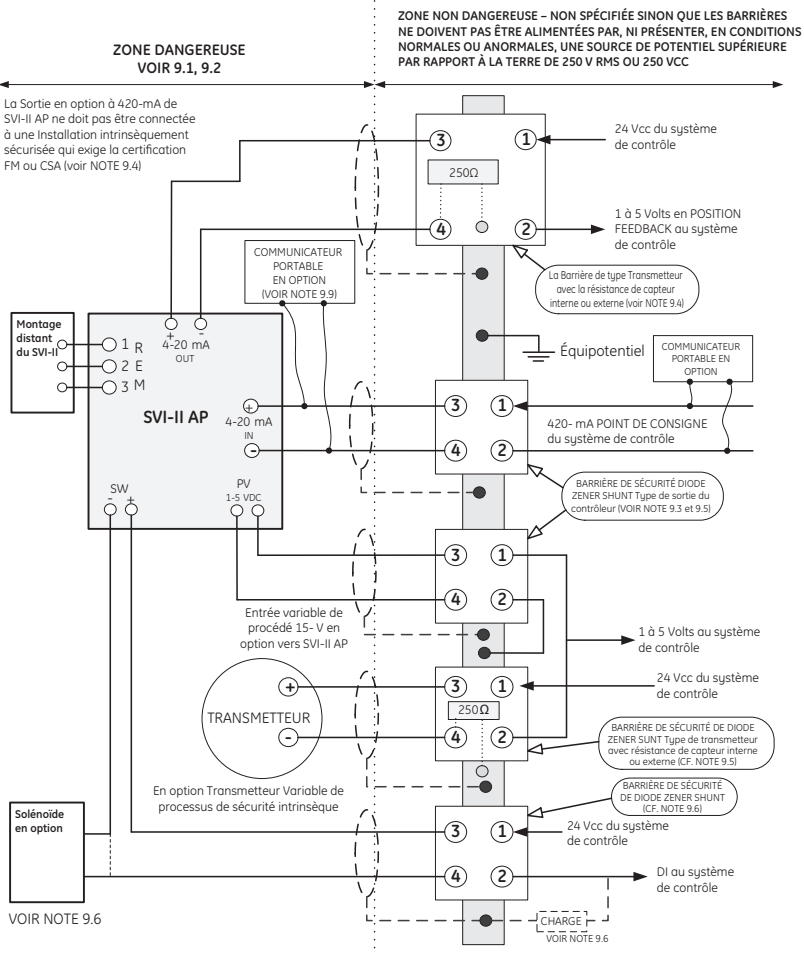 ZONE NON DANGEREUSE – NON SPÉCIFIÉE SINON QUE LES BARRIÈRES
NE DOIVENT PAS ÊTRE ALIMENTÉES PAR, NI PRÉSENTER, EN CONDITIONS
NORMALES OU ANORMALES, UNE SOURCE DE POTENTIEL SUPÉRIEURE
PAR RAPPORT À LA TERRE DE 250 V RMS OU 250 VCC
ZONE DANGEREUSE
VOIR 9.1, 9.2
La Sortie en option à 420-mA de
SVI-II AP ne doit pas être connectée
à une Installation intrinsèquement
sécurisée qui exige la certification
FM ou CSA (voir NOTE 9.4)
3
1
24 Vcc du système
de contrôle
250Ω
4
2
1 à 5 Volts en POSITION
FEEDBACK au système
de contrôle
COMMUNICATEUR
PORTABLE
EN OPTION
(VOIR NOTE 9.9)
La Barrière de type Transmetteur
avec la résistance de capteur
interne ou externe (voir NOTE 9.4)
Montage
distant
du SVI-II
1 R
2 E
3 M
+
-
4-20 mA
OUT
Équipotentiel
COMMUNICATEUR
PORTABLE EN
OPTION
SVI-II AP
+
4-20 mA
IN
-
3
1
4
2
420- mA POINT DE CONSIGNE
du système de contrôle
SW
-
+
PV
1-5 VDC
BARRIÈRE DE SÉCURITÉ DIODE
ZENER SHUNT Type de sortie du
contrôleur (VOIR NOTE 9.3 et 9.5)
3
1
4
2
Entrée variable de
procédé 15- V en
option vers SVI-II AP
1 à 5 Volts au système
de contrôle
TRANSMETTEUR
+
-
3
1
24 Vcc du système
de contrôle
250Ω
4
2
BARRIÈRE DE SÉCURITÉ DE DIODE
ZENER SUNT Type de transmetteur
avec résistance de capteur interne
ou externe (CF. NOTE 9.5)
En option Transmetteur Variable de
processus de sécurité intrinsèque
BARRIÈRE DE SÉCURITÉ
DE DIODE ZENER SHUNT
(CF. NOTE 9.6)
Solénoïde
en option
3
1
24 Vcc du système
de contrôle
4
2
DI au système
de contrôle
VOIR NOTE 9.6
CHARGE
VOIR NOTE 9.6